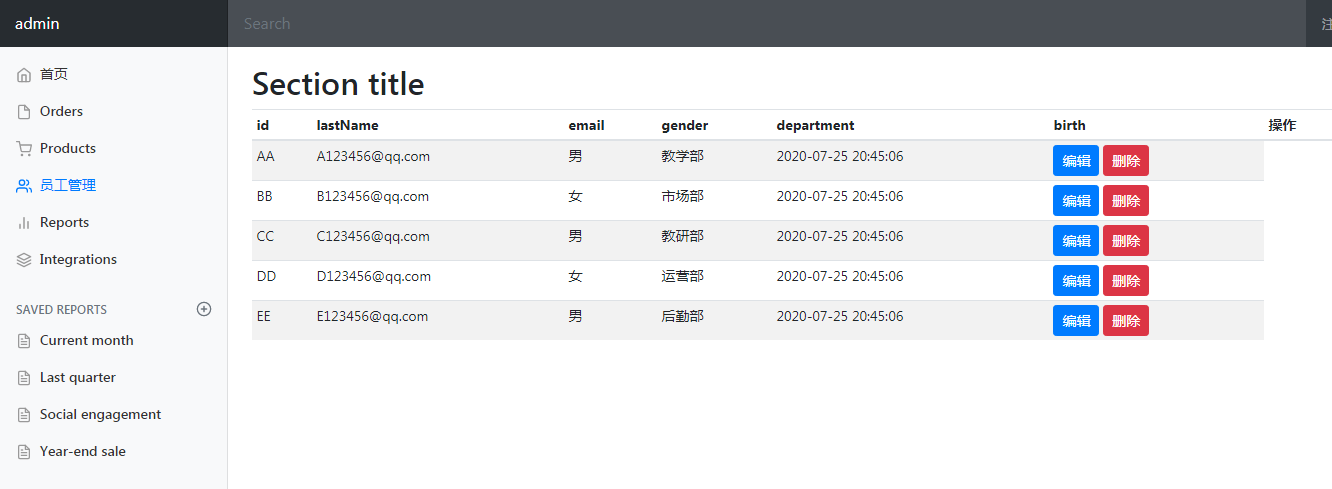 admin
Search
注
首页
Orders
Products
员工管理
Reports
Integrations
SAVED REPORTS
Current month
Last quarter
Social engagement
Year-end sale
Section title
id lastName email gender department birth 操作
AA A123456@qq.com 男 教学部 2020-07-25 20:45:06 编辑 删除
BB B123456@qq.com 女 市场部 2020-07-25 20:45:06 编辑 删除
CC C123456@qq.com 男 教研部 2020-07-25 20:45:06 编辑 删除
DD D123456@qq.com 女 运营部 2020-07-25 20:45:06 编辑 删除
EE E123456@qq.com 男 后勤部 2020-07-25 20:45:06 编辑 删除